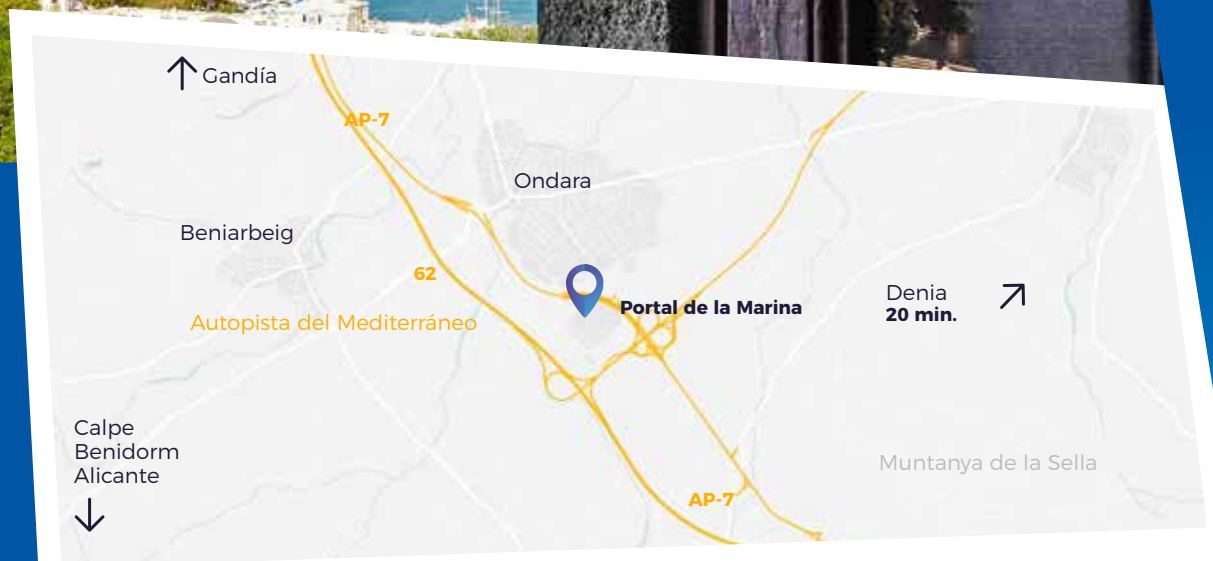 Gandía
AP-7
Ondara
Beniarbeig
62
Autopista del Mediterráneo
Portal de la Marina
Denia
20 min.
Calpe
Benidorm
Alicante
Muntanya de la Sella
AP-7